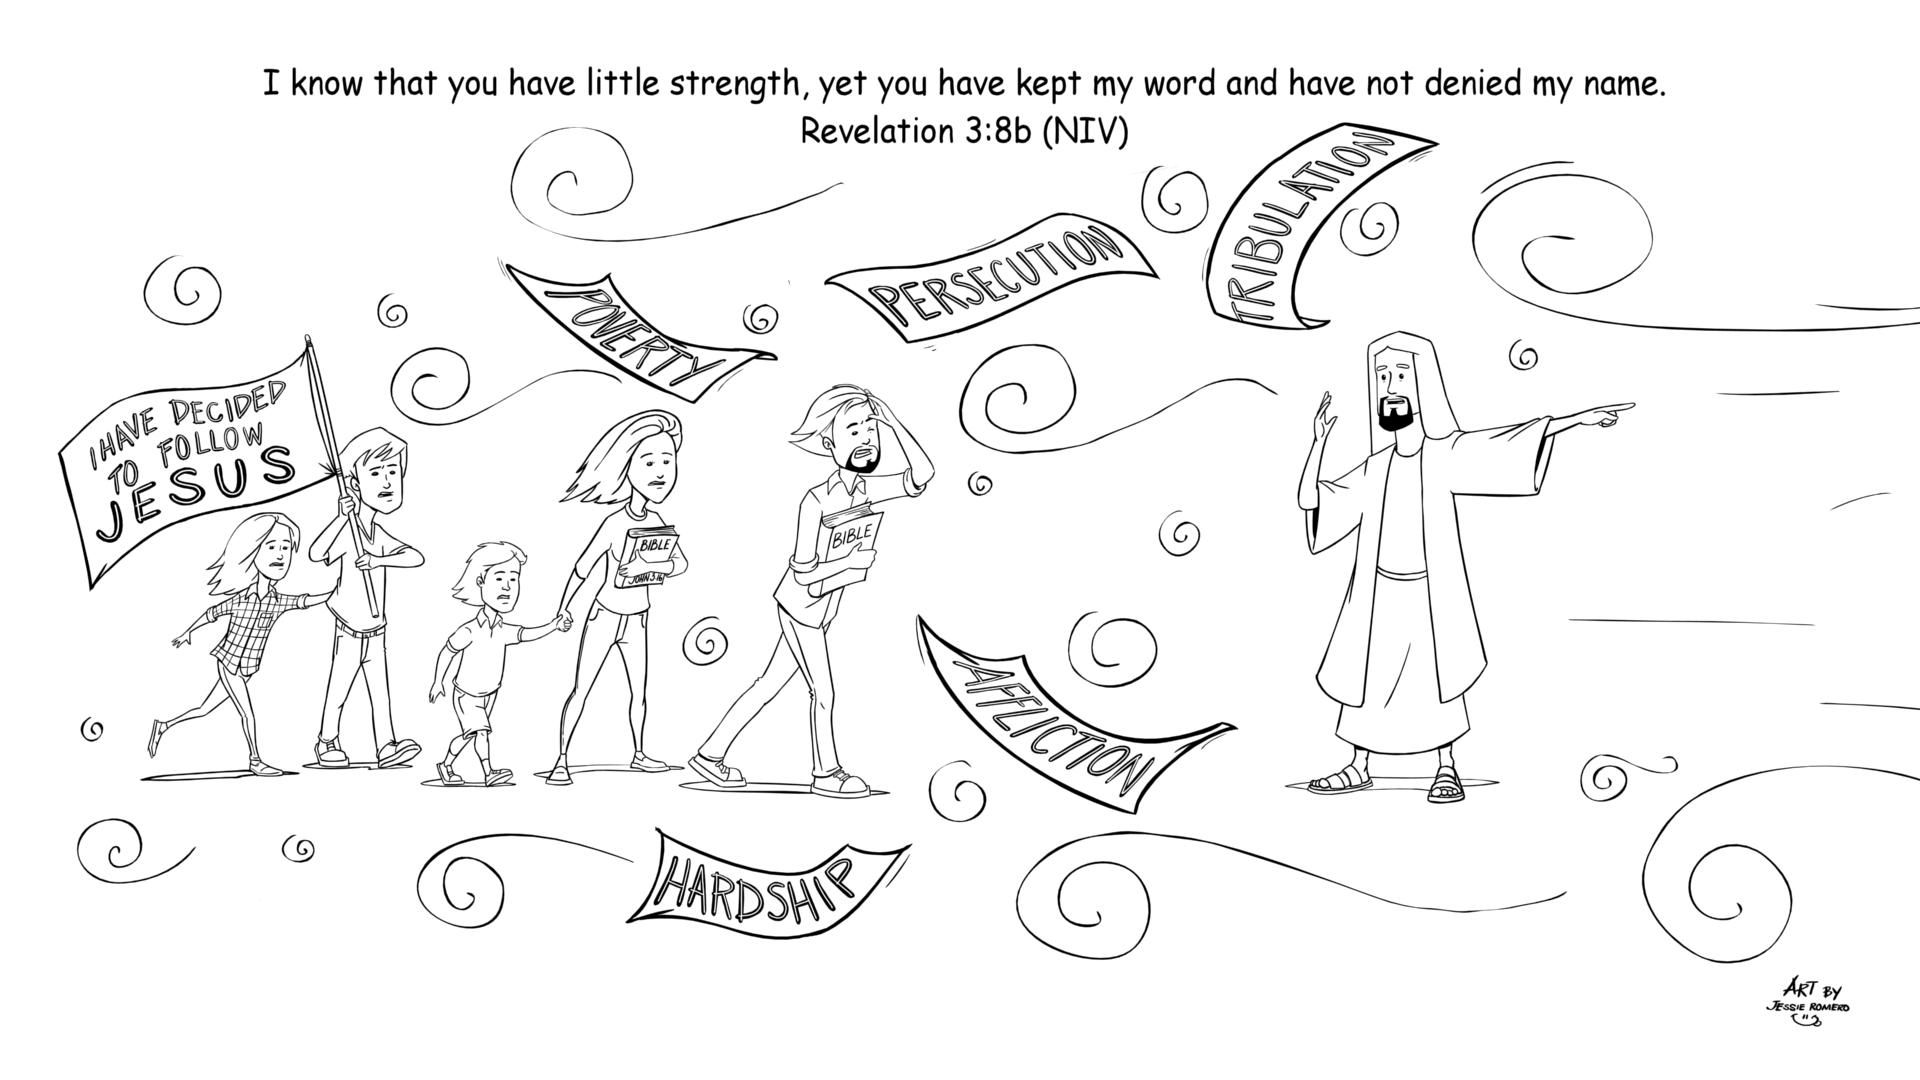 I know that you have little strength, yet you have kept my word and have not denied my name.
Revelation 3:8b (NIV)
TRIBULATION
PERSECUTION
POVERTY
I HAVE DECIDED
TO FOLLOW
JESUS
BIBLE
JOHN 3:16
BIBLE
AFFLICTION
HARDSHIP
ART BY
JESSIE ROMERO